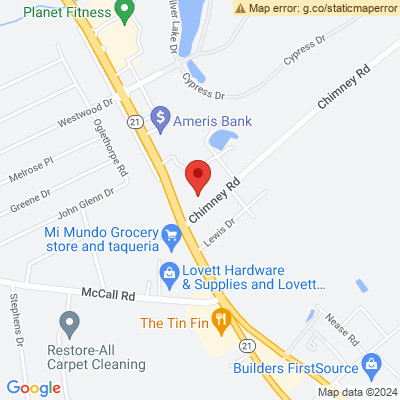 Map error: g.co/staticmaperror
Planet Fitness
Silver Lake Dr
Cypress Dr
Cypress Dr
Chimney Rd
Westwood Dr
21
Ameris Bank
Oglethorpe Rd
Melrose Pl
Greene Dr
John Glenn Dr
Chimney Rd
Lewis Dr
Mi Mundo Grocery
store and taqueria
Lovett Hardware
& Supplies and Lovett…
McCall Rd
Stephens Dr
The Tin Fin
Nease Rd
Restore-All
Carpet Cleaning
21
Builders FirstSource
Google
Map data ©2024